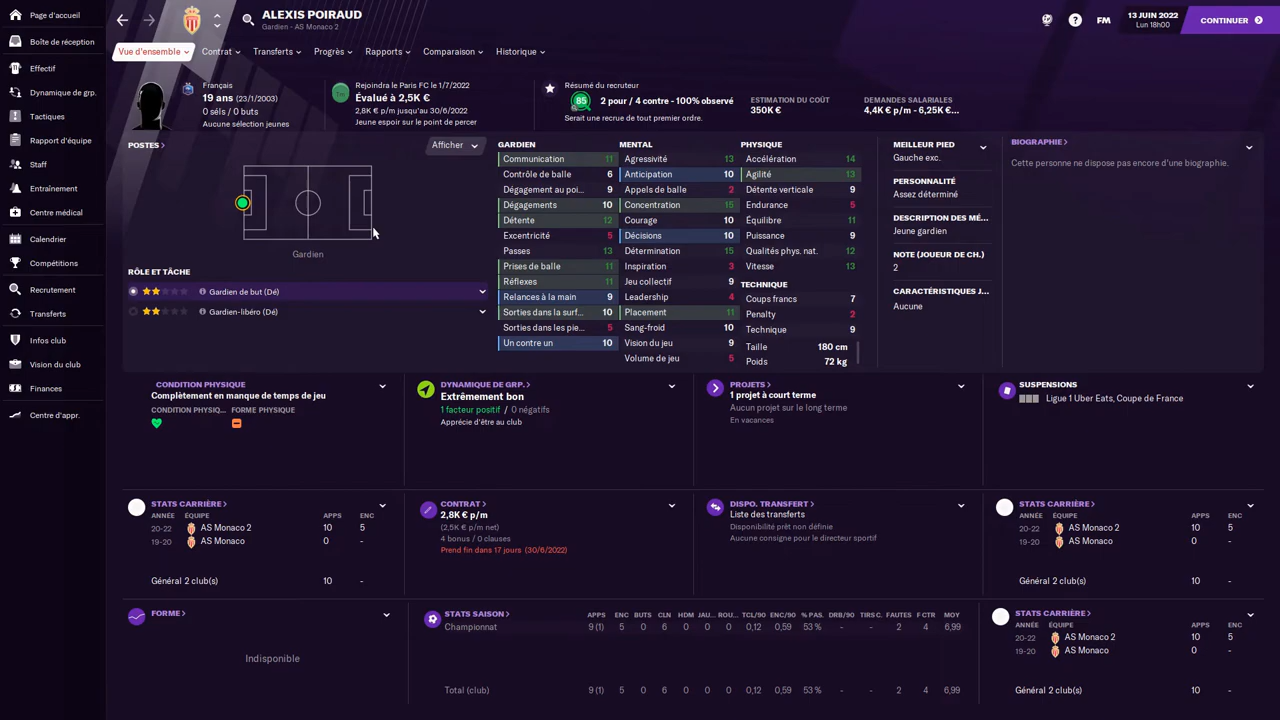 Page d'accueil
Boîte de réception
Effectif
Dynamique de grp.
Tactiques
Rapport d'équipe
Staff
Entraînement
Centre médical
Calendrier
Compétitions
Recrutement
Transferts
Infos club
Vision du club
Finances
Centre d'appr.
ALEXIS POIRAUD
Gardien - AS Monaco 2
FM
13 JUIN 2022
Lun 18h00
CONTINUER
Vue d'ensemble
Contrat
Transferts
Progrès
Rapports
Comparaison
Historique
Français
19 ans (23/1/2003)
0 séls / 0 buts
Aucune sélection jeunes
Tm
Rejoindra le Paris FC le 1/7/2022
Évalué à 2,5K €
2,8K € p/m jusqu'au 30/6/2022
Jeune espoir sur le point de percer
Résumé du recruteur
85
2 pour / 4 contre - 100% observé
Serait une recrue de tout premier ordre.
ESTIMATION DU COÛT
350K €
DEMANDES SALARIALES
4,4K € p/m - 6,25K €...
POSTES
Afficher
Gardien
RÔLE ET TÂCHE
Gardien de but (Dé)
Gardien-libéro (Dé)
GARDIEN
Communication 11
Contrôle de balle 6
Dégagement au poi... 9
Dégagements 10
Détente 12
Excentricité 5
Passes 13
Prises de balle 11
Réflexes 11
Relances à la main 9
Sorties dans la surf... 10
Sorties dans les pie... 5
Un contre un 10
MENTAL
Agressivité 13
Anticipation 10
Appels de balle 2
Concentration 15
Courage 10
Décisions 10
Détermination 15
Inspiration 3
Jeu collectif 9
Leadership 4
Placement 11
Sang-froid 10
Vision du jeu 9
Volume de jeu 5
PHYSIQUE
Accélération 14
Agilité 13
Détente verticale 9
Endurance 5
Équilibre 11
Puissance 9
Qualités phys. nat. 12
Vitesse 13
TECHNIQUE
Coups francs 7
Penalty 2
Technique 9
Taille 180 cm
Poids 72 kg
MEILLEUR PIED
Gauche exc.
PERSONNALITÉ
Assez déterminé
DESCRIPTION DES MÉ...
Jeune gardien
NOTE (JOUEUR DE CH.)
2
CARACTÉRISTIQUES J...
Aucune
BIOGRAPHIE
Cette personne ne dispose pas encore d'une biographie.
CONDITION PHYSIQUE
Complètement en manque de temps de jeu
CONDITION PHYSIQ... FORME PHYSIQUE
DYNAMIQUE DE GRP.
Extrêmement bon
1 facteur positif / 0 négatifs
Apprécie d'être au club
PROJETS
1 projet à court terme
Aucun projet sur le long terme
En vacances
SUSPENSIONS
Ligue 1 Uber Eats, Coupe de France
STATS CARRIÈRE
ANNÉE ÉQUIPE APPS ENC
20-22 AS Monaco 2 10 5
19-20 AS Monaco 0 -
Général 2 club(s) 10 -
CONTRAT
2,8K € p/m
(2,5K € p/m net)
4 bonus / 0 clauses
Prend fin dans 17 jours (30/6/2022)
DISPO. TRANSFERT
Liste des transferts
Disponibilité prêt non définie
Aucune consigne pour le directeur sportif
STATS CARRIÈRE
ANNÉE ÉQUIPE APPS ENC
20-22 AS Monaco 2 10 5
19-20 AS Monaco 0 -
Général 2 club(s) 10 -
FORME
Indisponible
STATS SAISON APPS ENC BUTS CLN HDM JAU... ROU... TCL/90 ENC/90 % PAS. DRB/90 TIRS C. FAUTES F CTR MOY
Championnat 9 (1) 5 0 6 0 0 0 0,12 0,59 53 % - - 2 4 6,99
Total (club) 9 (1) 5 0 6 0 0 0 0,12 0,59 53 % - - 2 4 6,99
STATS CARRIÈRE
ANNÉE ÉQUIPE APPS ENC
20-22 AS Monaco 2 10 5
19-20 AS Monaco 0 -
Général 2 club(s) 10 -